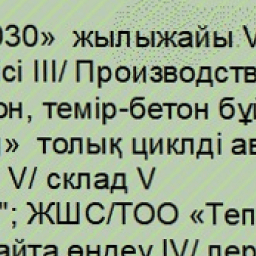 030» жылыжайы V
сі III/ Производств
он, темір-бетон бұй
» толық циклді ав
V/ склад V
"; ЖШС/ТОО «Теп
айта өңдеу IV/ пер